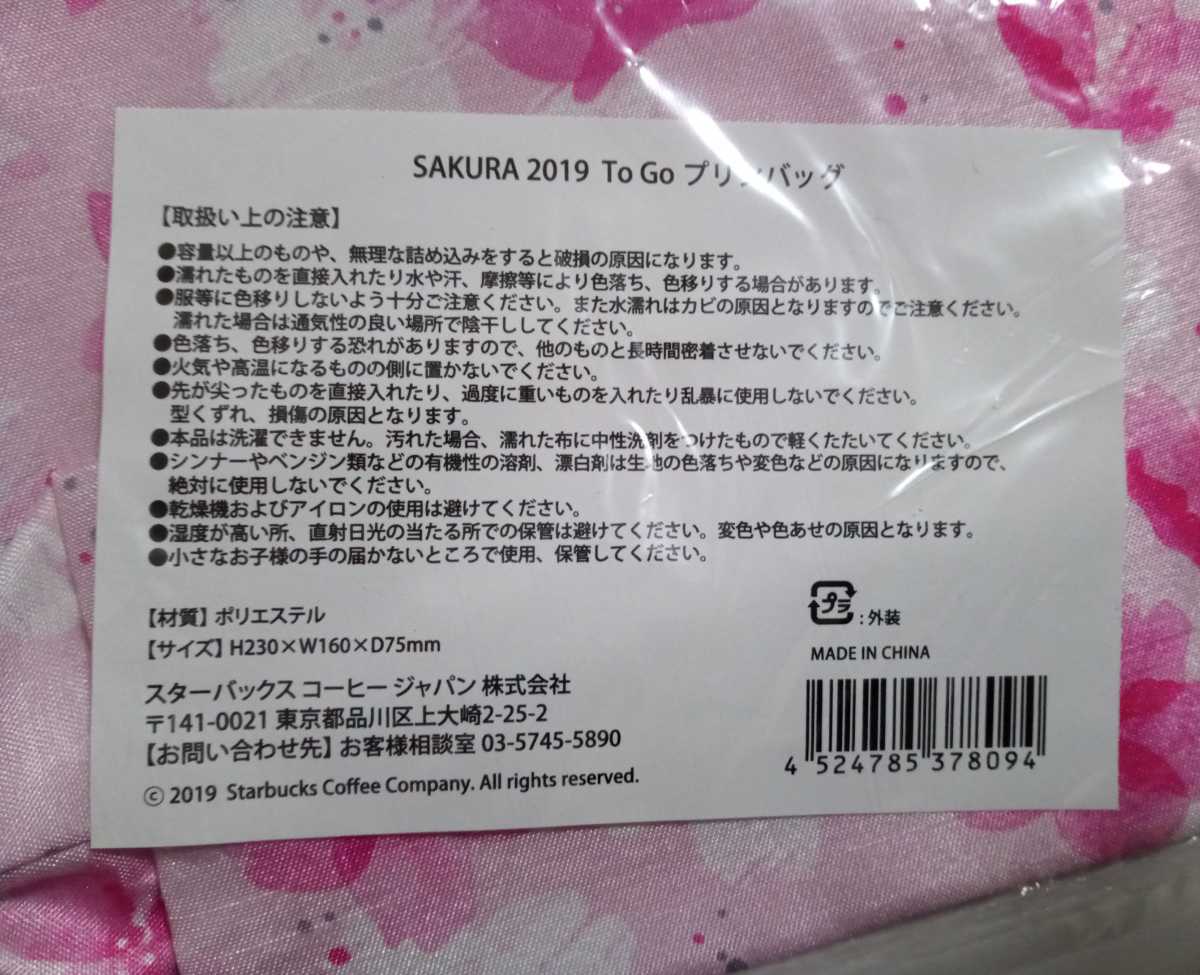 SAKURA 2019 To Go プリンバッグ
【取扱い上の注意】
●容量以上のものや、無理な詰め込みをすると破損の原因になります。
●濡れたものを直接入れたり水や汗、摩擦等により色落ち、色移りする場合があります。
●服等に色移りしないよう十分ご注意ください。また水濡れはカビの原因となりますのでご注意ください。
濡れた場合は通気性の良い場所で陰干ししてください。
●色落ち、色移りする恐れがありますので、他のものと長時間密着させないでください。
●火気や高温になるものの側に置かないでください。
●先が尖ったものを直接入れたり、過度に重いものを入れたり乱暴に使用しないでください。
型くずれ、損傷の原因となります。
●本品は洗濯できません。汚れた場合、濡れた布に中性洗剤をつけたもので軽くたたいてください。
●シンナーやベンジン類などの有機性の溶剤、漂白剤は生地の色落ちや変色などの原因になりますので、
絶対に使用しないでください。
●乾燥機およびアイロンの使用は避けてください。
●湿度が高い所、直射日光の当たる所での保管は避けてください。変色や色あせの原因となります。
●小さなお子様の手の届かないところで使用、保管してください。
【材質】ポリエステル
【サイズ】H230×W160×D75mm
スターバックス コーヒー ジャパン 株式会社
〒141-0021 東京都品川区上大崎2-25-2
【お問い合わせ先】お客様相談室 03-5745-5890
© 2019 Starbucks Coffee Company. All rights reserved.
プラ : 外装
MADE IN CHINA
4 524785 378094